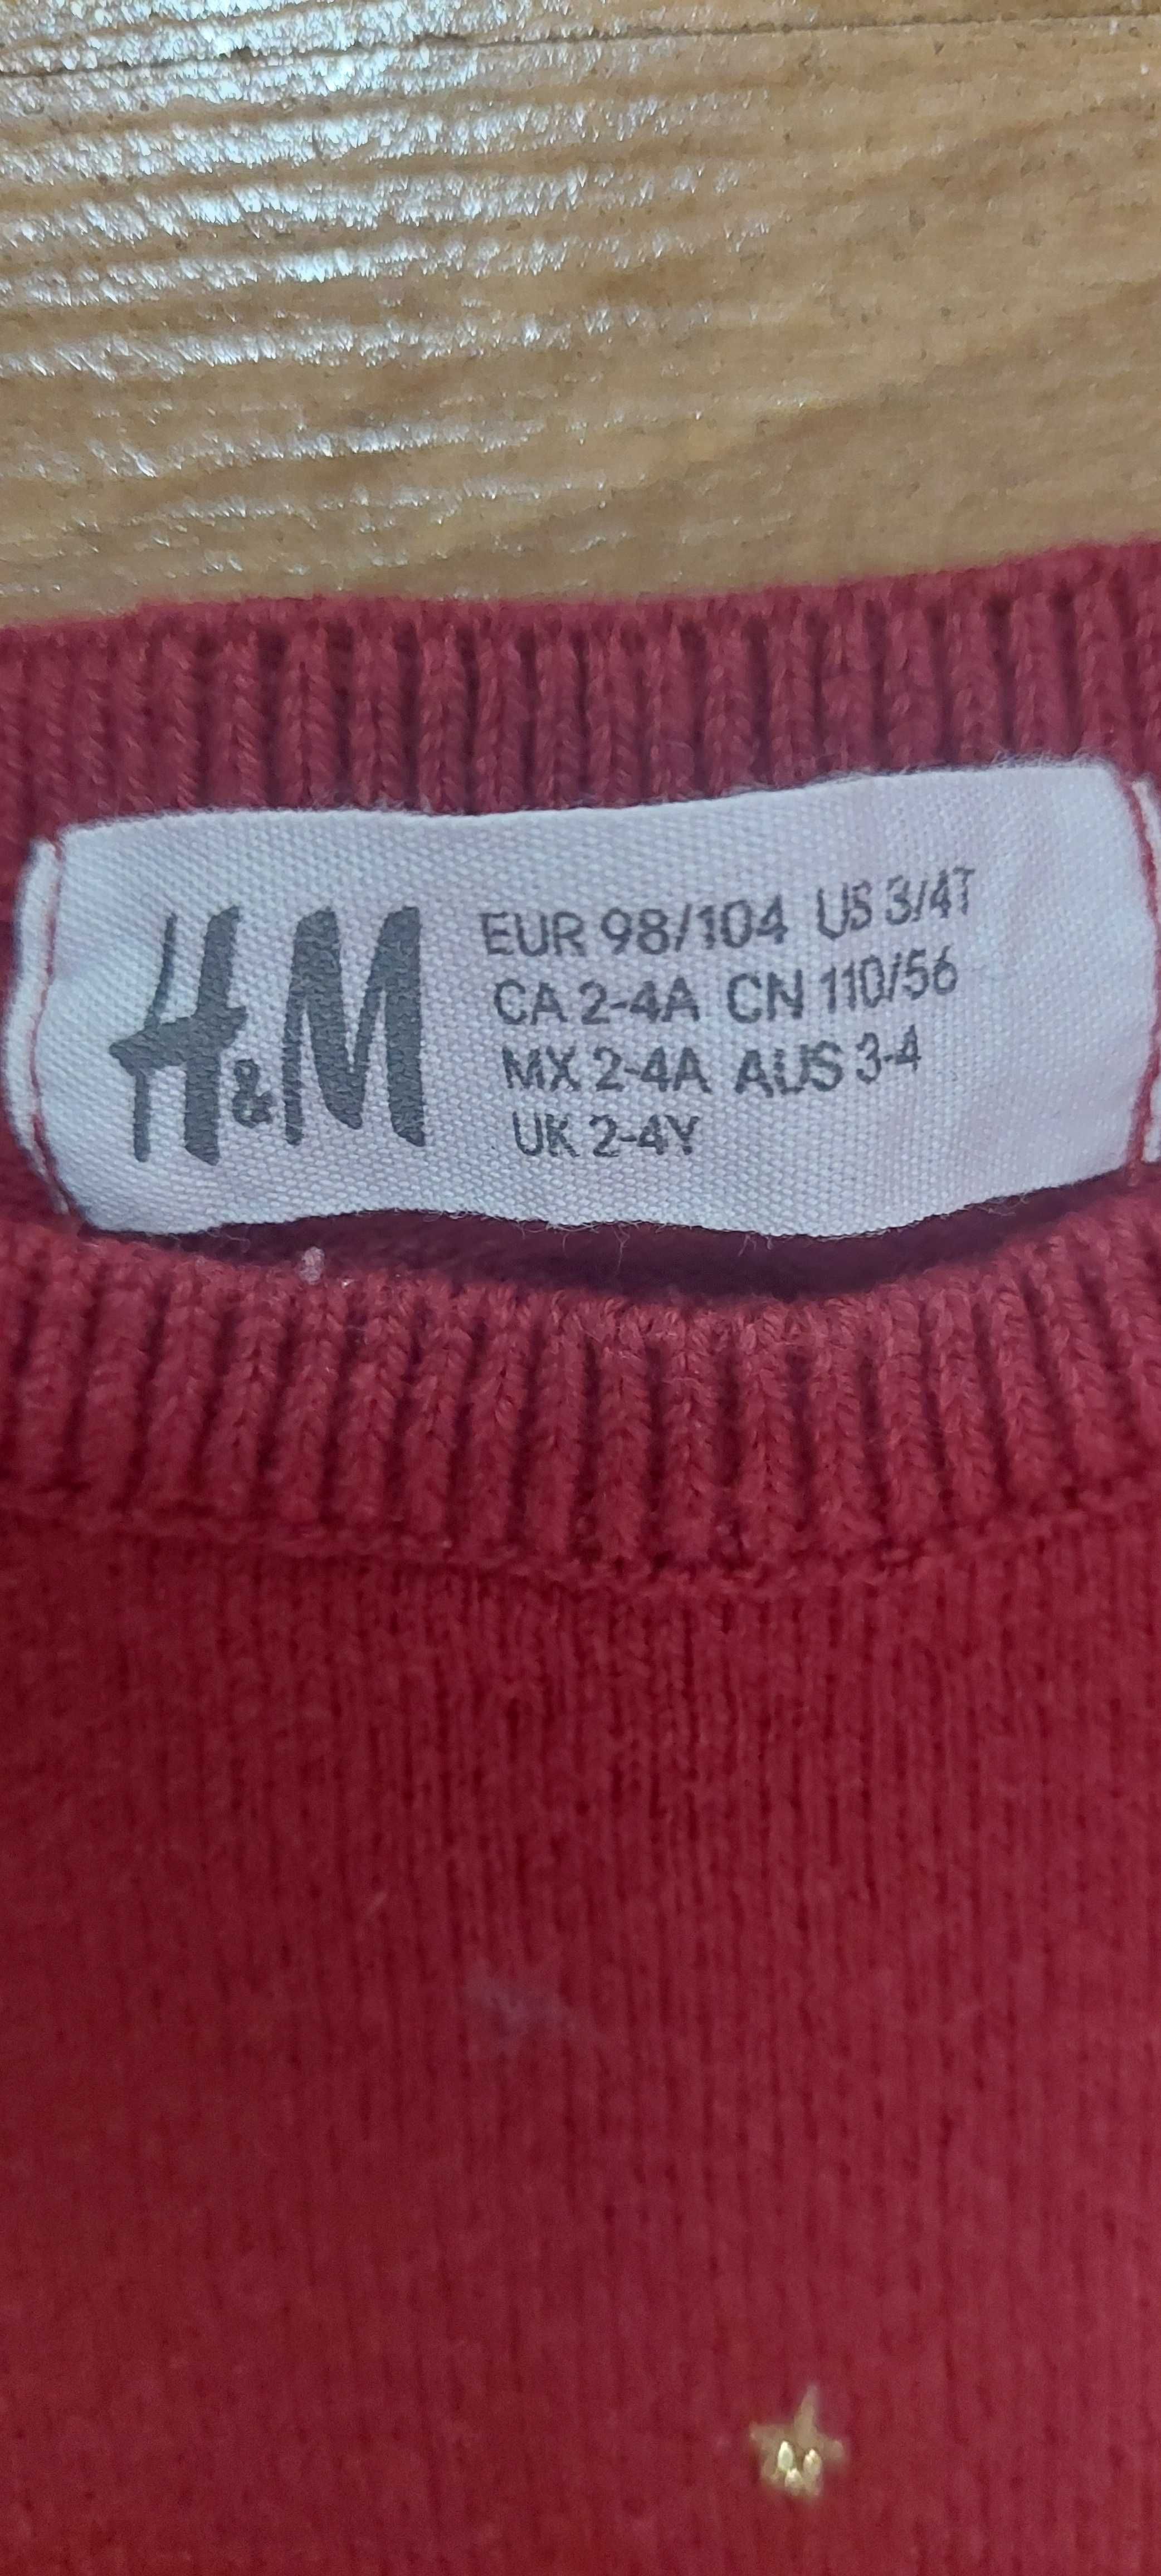 H&M
EUR 98/104 US 3/4T
CA 2-4A CN 110/56
MX 2-4A AUS 3-4
UK 2-4Y